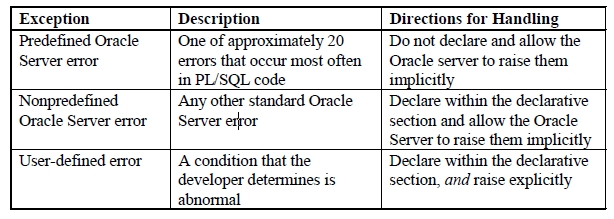 Exception Description Directions for Handling
Predefined Oracle
Server error
One of approximately 20
errors that occur most often
in PL/SQL code
Do not declare and allow the
Oracle server to raise them
implicitly
Nonpredefined
Oracle Server error
Any other standard Oracle
Server error
Declare within the declarative
section and allow the Oracle
Server to raise them implicitly
User-defined error
A condition that the
developer determines is
abnormal
Declare within the declarative
section, and raise explicitly